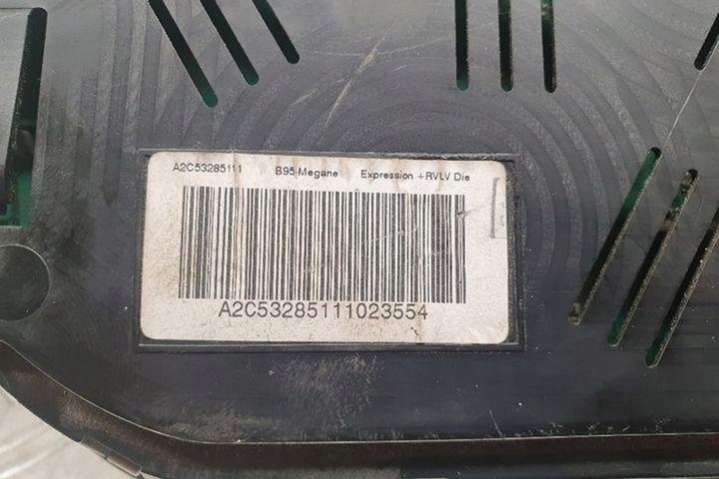 A2C53285111 B95-Megane Expression +RVLV Die
A2C53285111023554